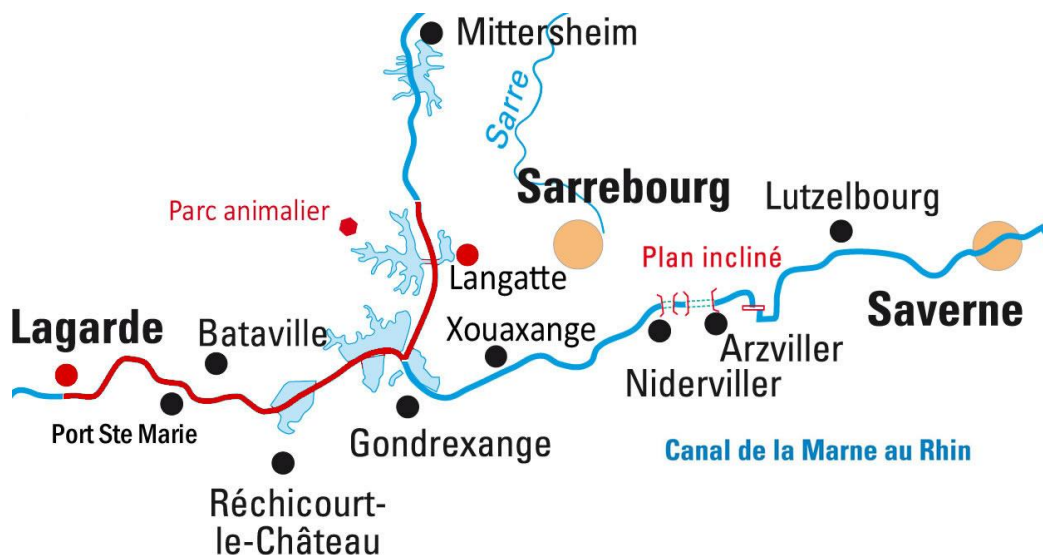 Mittersheim
Sarre
Sarrebourg
Lutzelbourg
Parc animalier
Plan incliné
Langatte
Saverne
Lagarde
Bataville
Xouaxange
Arzviller
Niderviller
Port Ste Marie
Gondrexange
Canal de la Marne au Rhin
Réchicourt-
le-Château